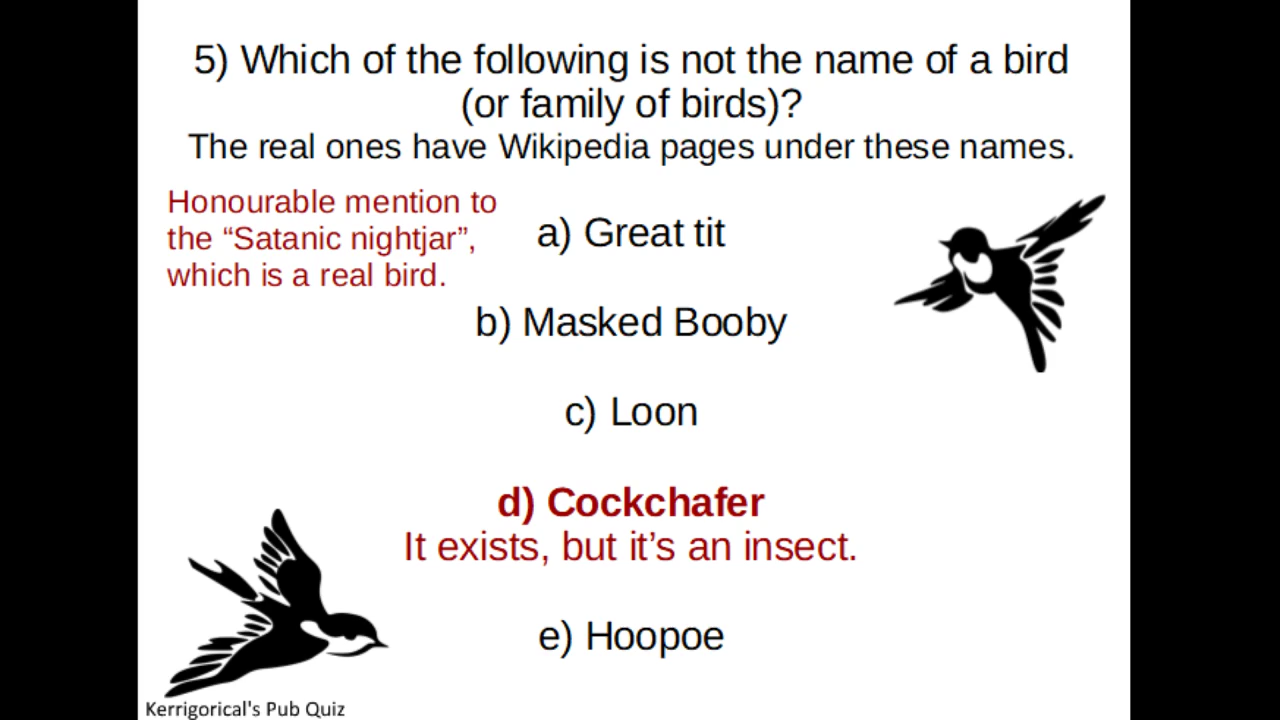 5) Which of the following is not the name of a bird
(or family of birds)?
The real ones have Wikipedia pages under these names.
Honourable mention to
the “Satanic nightjar”,
which is a real bird.
a) Great tit
b) Masked Booby
c) Loon
d) Cockchafer
It exists, but it’s an insect.
e) Hoopoe
Kerrigorical's Pub Quiz